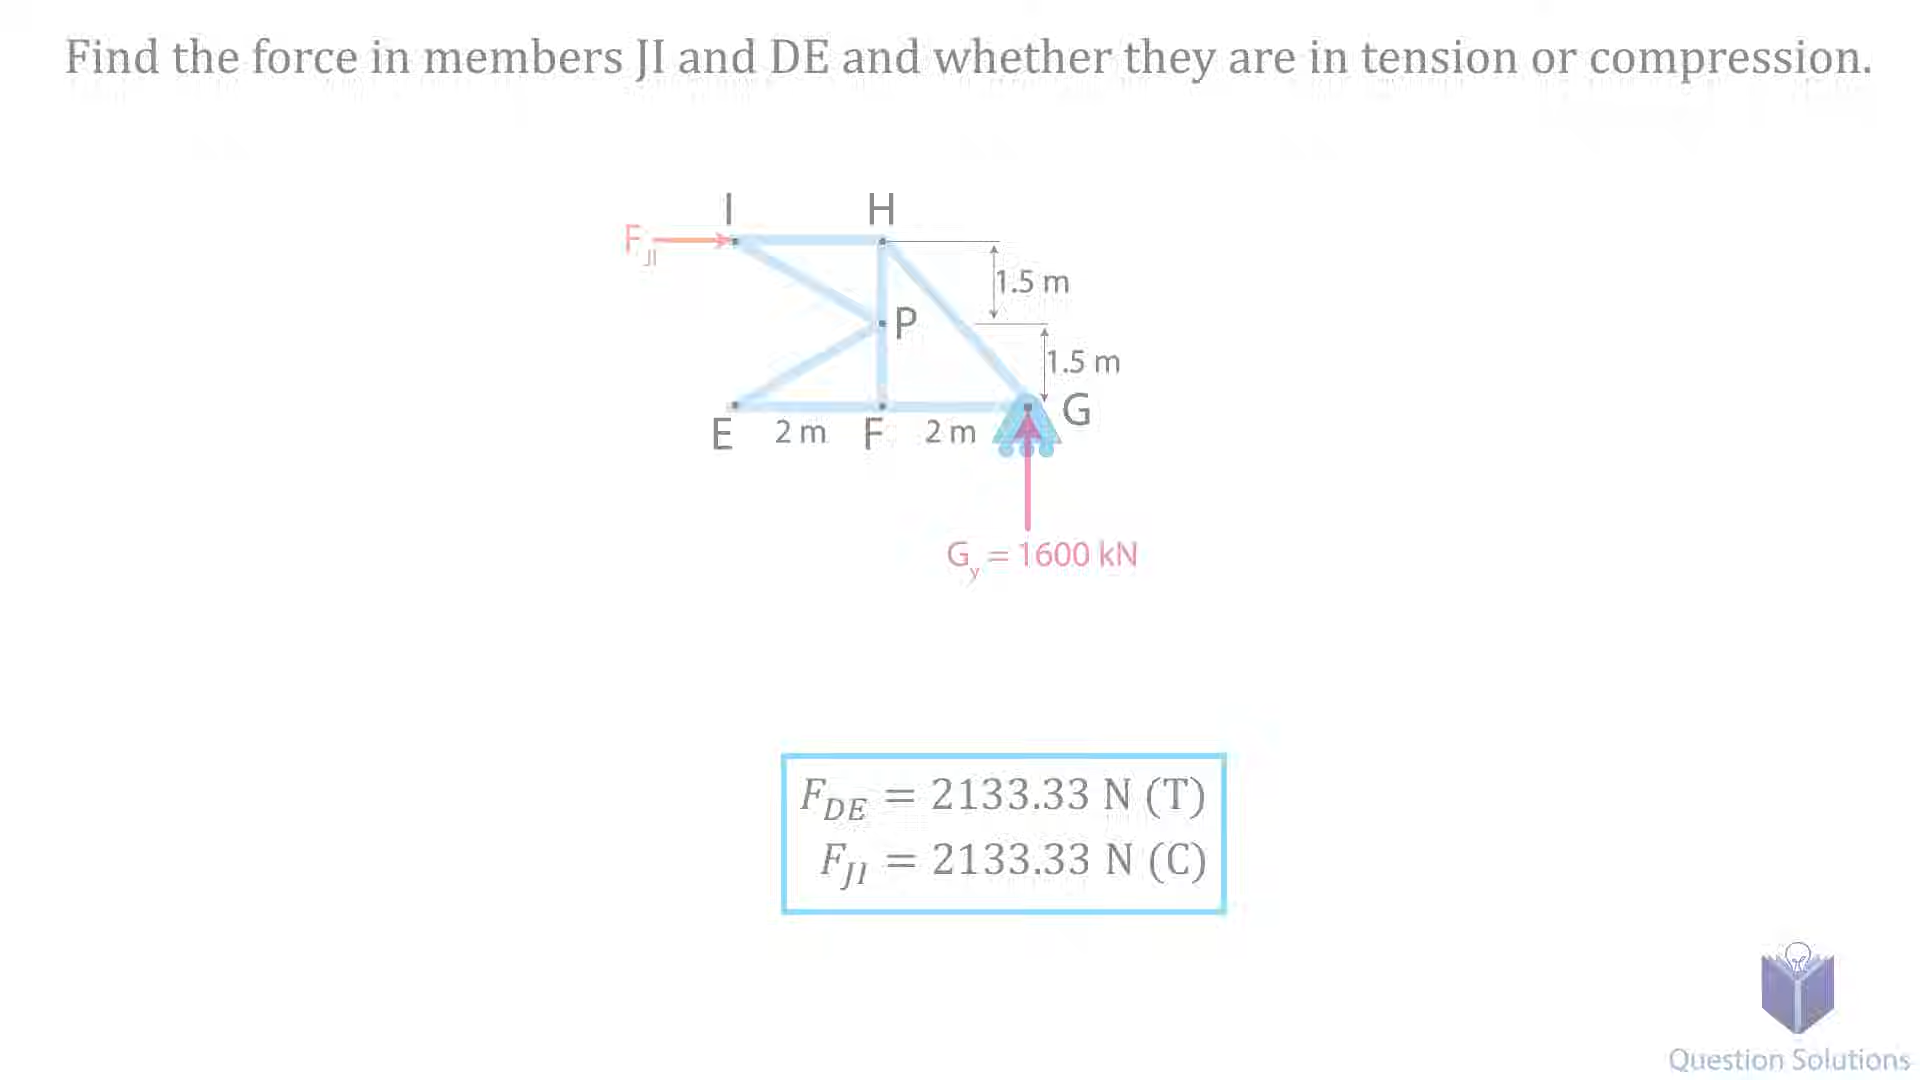 Find the force in members JI and DE and whether they are in tension or compression.
I H
F JI
1.5 m
P
1.5 m
G
E 2 m F 2 m
G y = 1600 kN
F DE = 2133.33 N (T)
F JI = 2133.33 N (C)
Question Solutions